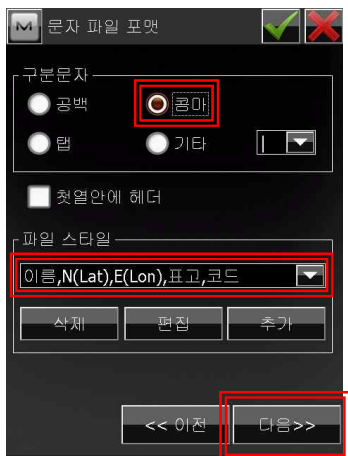 문자 파일 포맷
구분문자
공백 콤마
탭 기타 |
첫열안에 헤더
파일 스타일
이름,N(Lat),E(Lon),표고,코드
삭제 편집 추가
<< 이전 다음>>